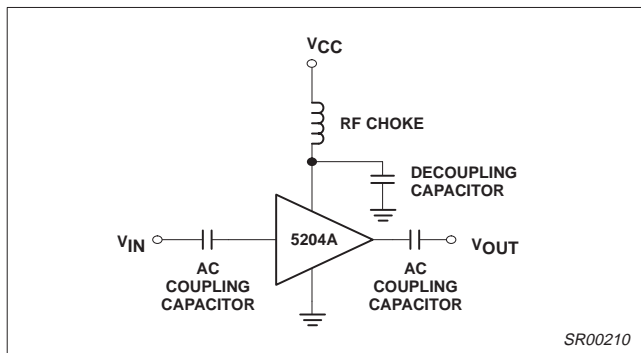 VCC
RF CHOKE
DECOUPLING
CAPACITOR
5204A
VIN
VOUT
AC
COUPLING
CAPACITOR
AC
COUPLING
CAPACITOR
SR00210